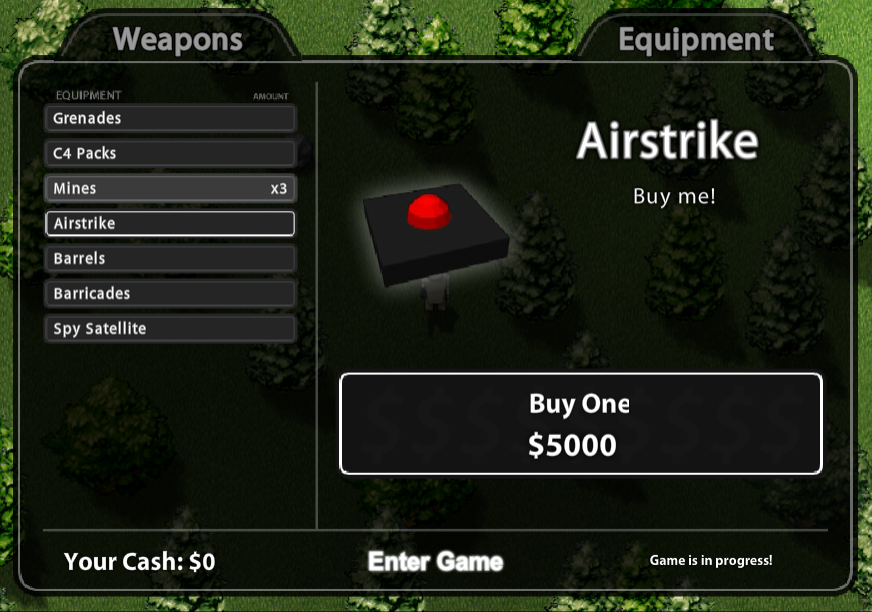 Weapons
Equipment
EQUIPMENT AMOUNT
Grenades
C4 Packs
Mines x3
Airstrike
Barrels
Barricades
Spy Satellite
Airstrike
Buy me!
Buy One
$5000
Your Cash: $0
Enter Game
Game is in progress!